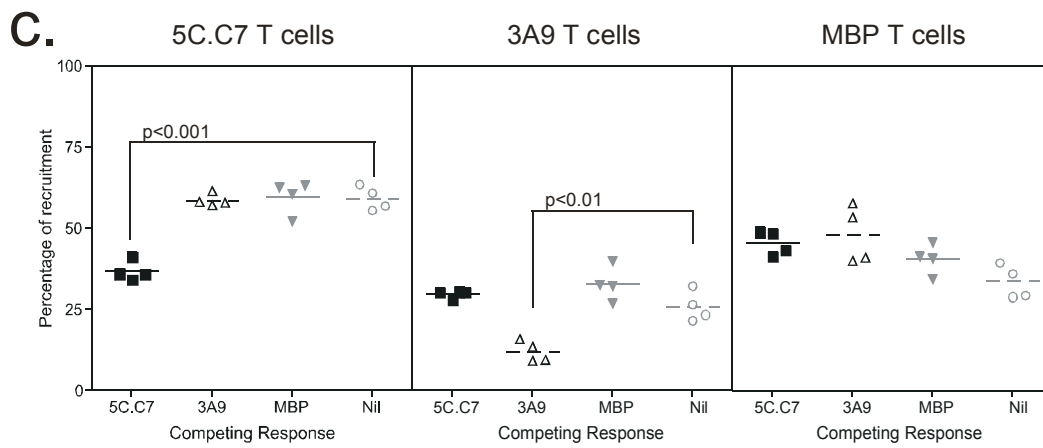 C.
5C.C7 T cells
3A9 T cells
MBP T cells
Percentage of recruitment
100
75
50
25
0
p<0.001
p<0.01
5C.C7 3A9 MBP Nil
5C.C7 3A9 MBP Nil
5C.C7 3A9 MBP Nil
Competing Response
Competing Response
Competing Response